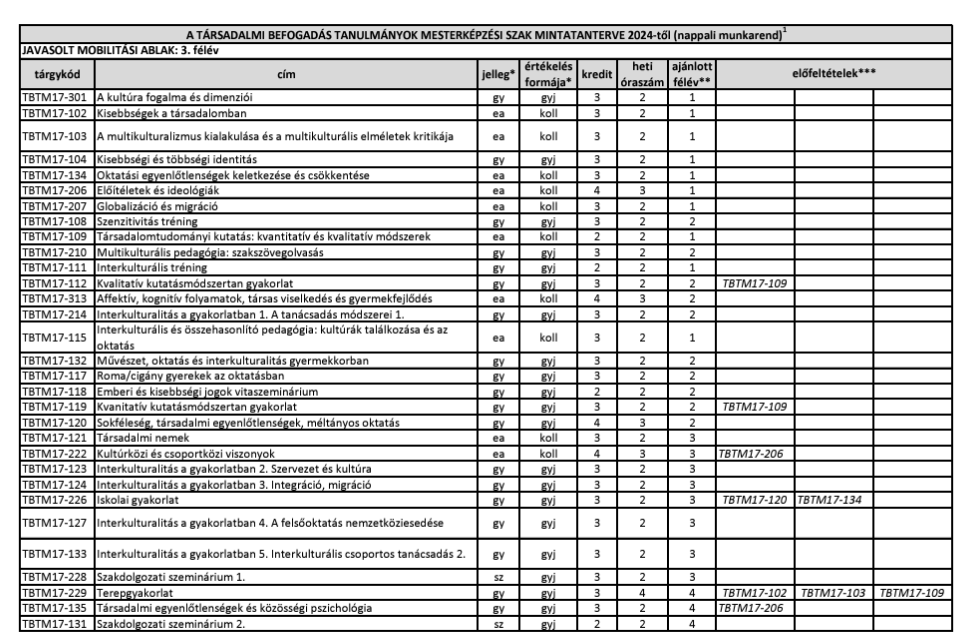 A TÁRSADALMI BEFOGADÁS TANULMÁNYOK MESTERKÉPZÉSI SZAK MINTATANTERVE 2024-től (nappali munkarend)1
JAVASOLT MOBILITÁSI ABLAK: 3. félév
tárgykód cím jelleg* értékelés formája* kredit heti óraszám ajánlott félév** előfeltételek***
TBTM17-301 A kultúra fogalma és dimenziói gy gyj 3 2 1
TBTM17-102 Kisebbségek a társadalomban ea koll 3 2 1
TBTM17-103 A multikulturalizmus kialakulása és a multikulturális elméletek kritikája ea koll 3 2 1
TBTM17-104 Kisebbségi és többségi identitás gy gyj 3 2 1
TBTM17-134 Oktatási egyenlőtlenségek keletkezése és csökkentése ea koll 3 2 1
TBTM17-206 Előítéletek és ideológiák ea koll 4 3 1
TBTM17-207 Globalizáció és migráció ea koll 3 2 1
TBTM17-108 Szenzitivitás tréning gy gyj 3 2 2
TBTM17-109 Társadalomtudományi kutatás: kvantitatív és kvalitatív módszerek ea koll 2 2 1
TBTM17-210 Multikulturális pedagógia: szakszövegolvasás gy gyj 3 2 2
TBTM17-111 Interkulturális tréning gy gyj 2 2 1
TBTM17-112 Kvalitatív kutatásmódszertan gyakorlat gy gyj 3 2 2 TBTM17-109
TBTM17-313 Affektív, kognitív folyamatok, társas viselkedés és gyermekfejlődés ea koll 4 3 2
TBTM17-214 Interkulturalitás a gyakorlatban 1. A tanácsadás módszerei 1. gy gyj 3 2 2
TBTM17-115 Interkulturális és összehasonlító pedagógia: kultúrák találkozása és az oktatás ea koll 3 2 1
TBTM17-132 Művészet, oktatás és interkulturalitás gyermekkorban gy gyj 3 2 2
TBTM17-117 Roma/cigány gyerekek az oktatásban gy gyj 3 2 2
TBTM17-118 Emberi és kisebbségi jogok vitaszeminárium gy gyj 2 2 2
TBTM17-119 Kvanitatív kutatásmódszertan gyakorlat gy gyj 3 2 2 TBTM17-109
TBTM17-120 Sokféleség, társadalmi egyenlőtlenségek, méltányos oktatás gy gyj 4 3 2
TBTM17-121 Társadalmi nemek ea koll 3 2 3
TBTM17-222 Kultúrközi és csoportközi viszonyok ea koll 4 3 3 TBTM17-206
TBTM17-123 Interkulturalitás a gyakorlatban 2. Szervezet és kultúra gy gyj 3 2 3
TBTM17-124 Interkulturalitás a gyakorlatban 3. Integráció, migráció gy gyj 3 2 3
TBTM17-226 Iskolai gyakorlat gy gyj 3 2 3 TBTM17-120 TBTM17-134
TBTM17-127 Interkulturalitás a gyakorlatban 4. A felsőoktatás nemzetköziesedése gy gyj 3 2 3
TBTM17-133 Interkulturalitás a gyakorlatban 5. Interkulturális csoportos tanácsadás 2. gy gyj 3 2 3
TBTM17-228 Szakdolgozati szeminárium 1. sz gyj 3 2 3
TBTM17-229 Terepgyakorlat gy gyj 3 4 4 TBTM17-102 TBTM17-103 TBTM17-109
TBTM17-135 Társadalmi egyenlőtlenségek és közösségi pszichológia gy gyj 3 2 4 TBTM17-206
TBTM17-131 Szakdolgozati szeminárium 2. sz gyj 2 2 4